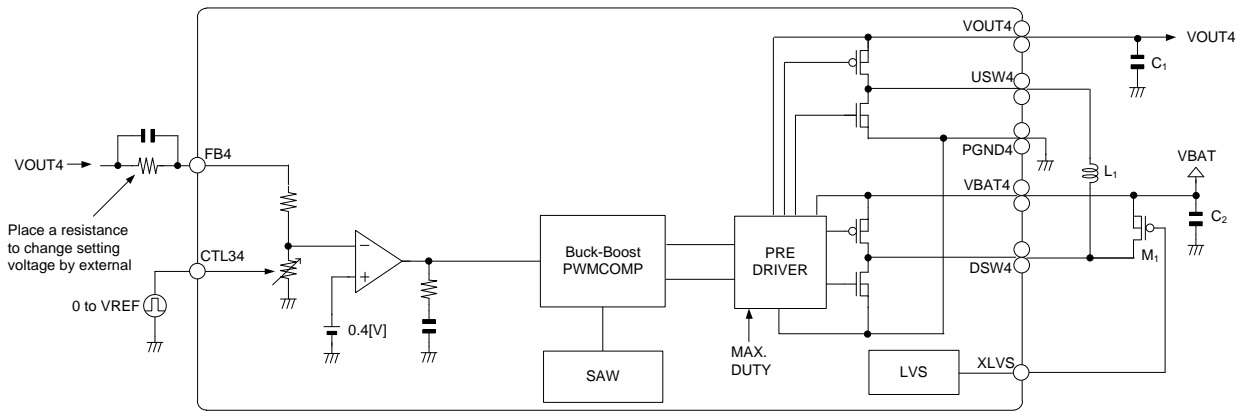 VOUT4
VOUT4
C1
USW4
PGND4
VBAT
L1
VBAT4
C2
M1
DSW4
VOUT4
FB4
Place a resistance
to change setting
voltage by external
CTL34
0 to VREF
0.4[V]
Buck-Boost
PWMCOMP
SAW
PRE
DRIVER
MAX.
DUTY
LVS
XLVS